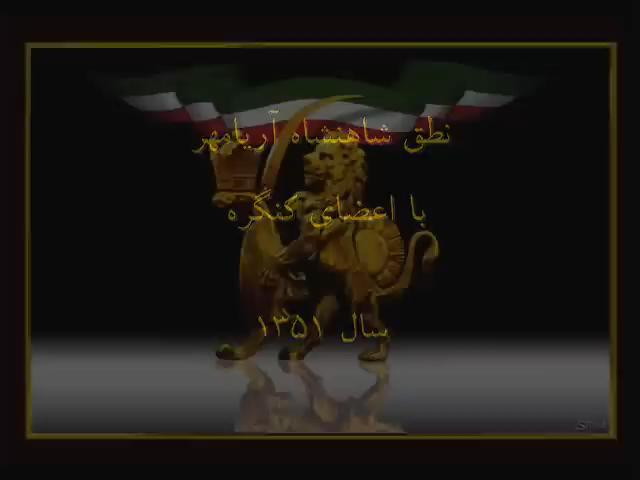 نطق شاهنشاه آریامهر
با اعضای کنگره
سال ۱۳۵۱